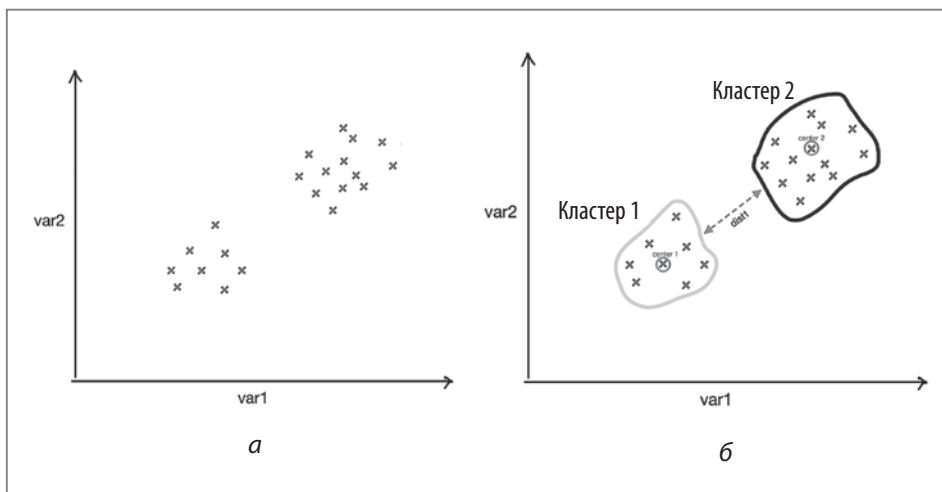 var2
var1
а
Кластер 2
center 2
var2
Кластер 1
dist1
center 1
var1
б